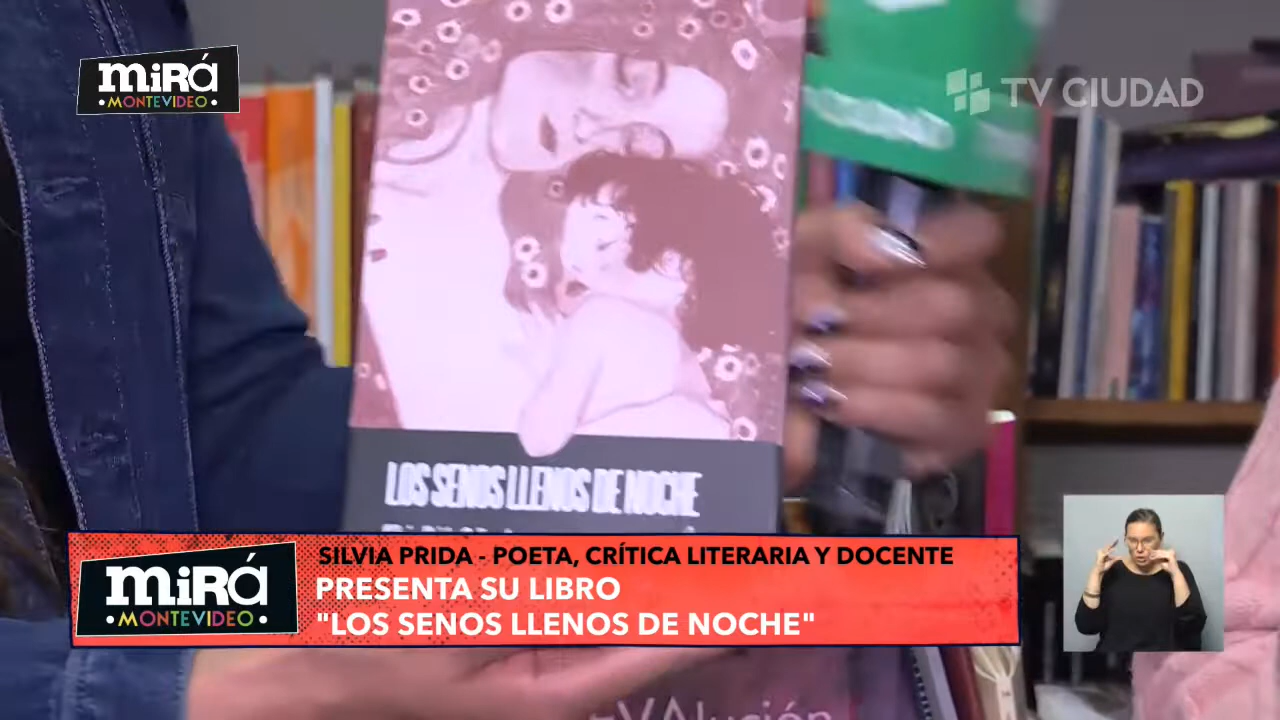 MiRÁ
• MONTEVIDEO •
TV CIUDAD
LOS SENOS LLENOS DE NOCHE
MiRÁ
• MONTEVIDEO •
SILVIA PRIDA - POETA, CRÍTICA LITERARIA Y DOCENTE
PRESENTA SU LIBRO
"LOS SENOS LLENOS DE NOCHE"